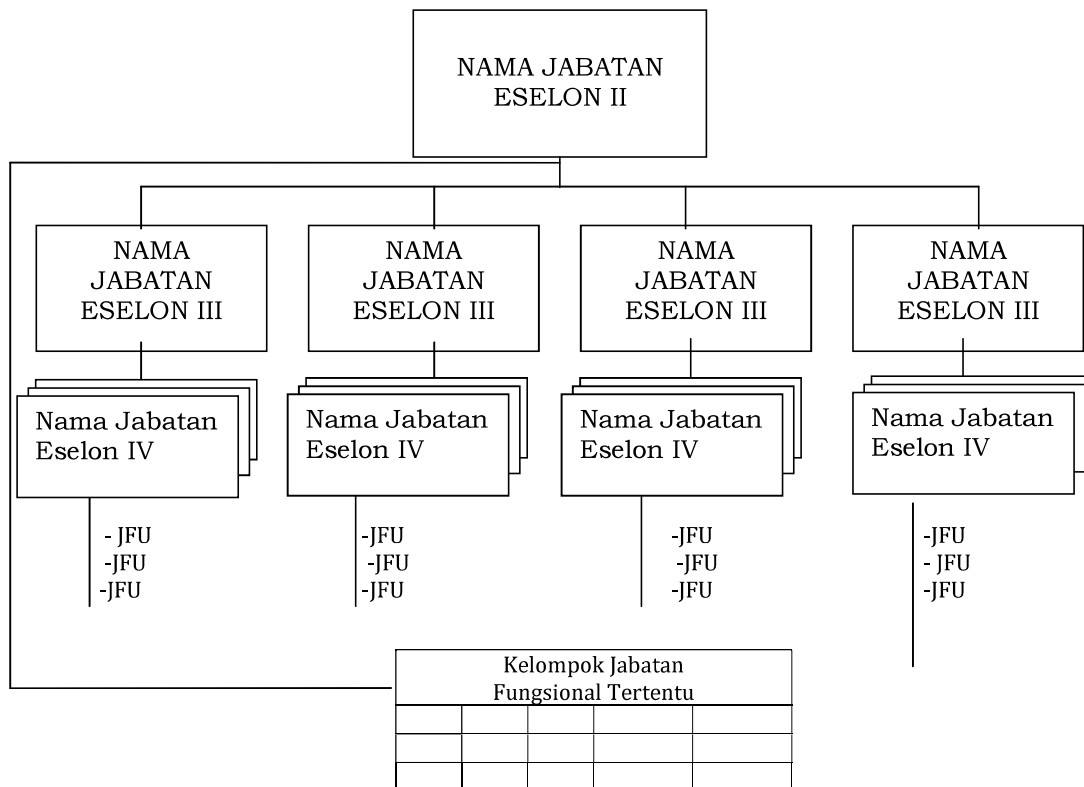 NAMA JABATAN
ESELON II
NAMA
JABATAN
ESELON III
NAMA
JABATAN
ESELON III
NAMA
JABATAN
ESELON III
NAMA
JABATAN
ESELON III
Nama Jabatan
Eselon IV
Nama Jabatan
Eselon IV
Nama Jabatan
Eselon IV
Nama Jabatan
Eselon IV
- JFU
-JFU
-JFU
-JFU
-JFU
-JFU
-JFU
-JFU
-JFU
-JFU
- JFU
-JFU
Kelompok Jabatan
Fungsional Tertentu